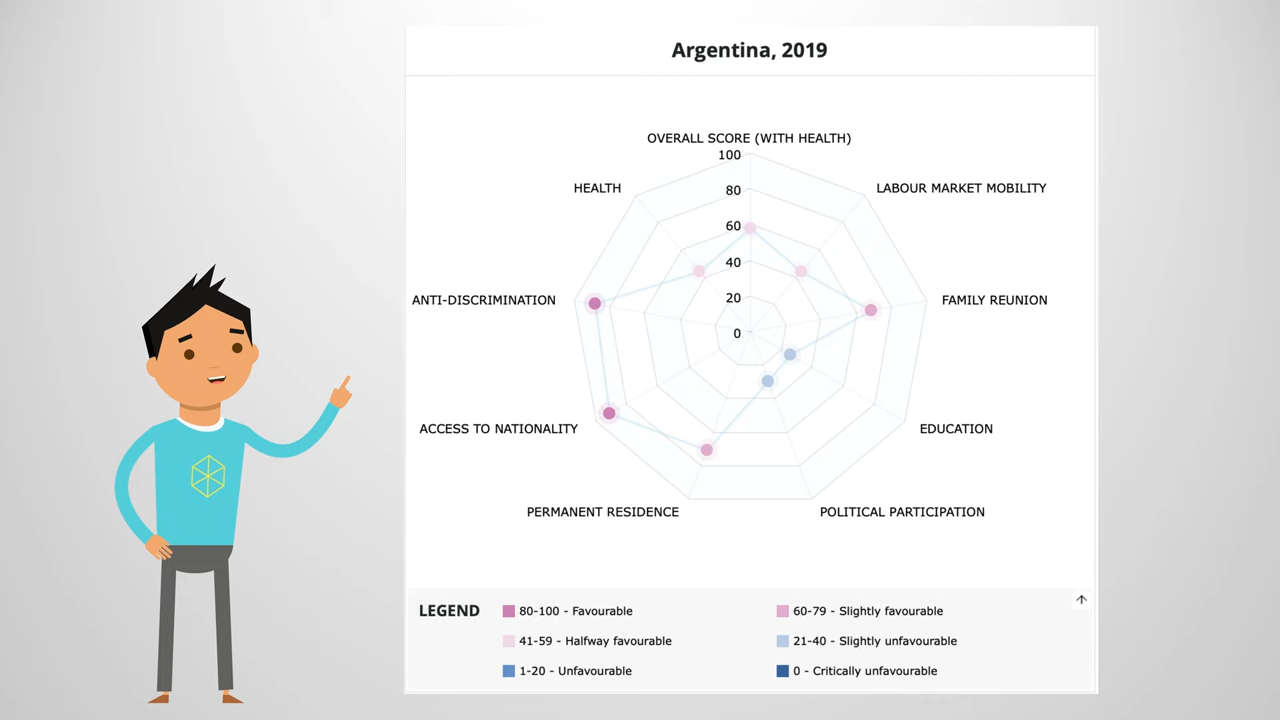 Argentina, 2019
OVERALL SCORE (WITH HEALTH)
100
HEALTH
LABOUR MARKET MOBILITY
80
60
40
ANTI-DISCRIMINATION
20
FAMILY REUNION
0
ACCESS TO NATIONALITY
EDUCATION
PERMANENT RESIDENCE
POLITICAL PARTICIPATION
LEGEND
80-100 - Favourable
60-79 - Slightly favourable
41-59 - Halfway favourable
21-40 - Slightly unfavourable
1-20 - Unfavourable
0 - Critically unfavourable